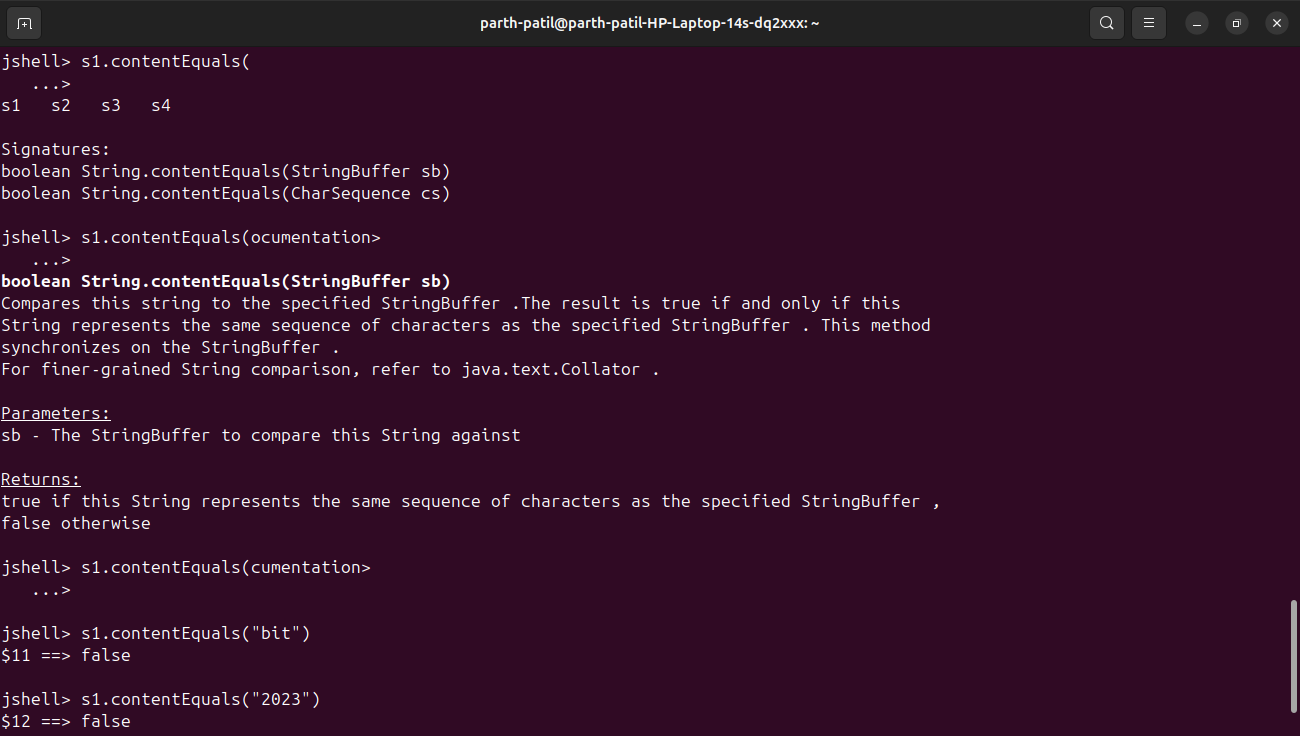 parth-patil@parth-patil-HP-Laptop-14s-dq2xxx: ~
jshell> s1.contentEquals(
   ...>
s1   s2   s3   s4

Signatures:
boolean String.contentEquals(StringBuffer sb)
boolean String.contentEquals(CharSequence cs)

jshell> s1.contentEquals(ocumentation>
   ...>
boolean String.contentEquals(StringBuffer sb)
Compares this string to the specified StringBuffer .The result is true if and only if this
String represents the same sequence of characters as the specified StringBuffer . This method
synchronizes on the StringBuffer .
For finer-grained String comparison, refer to java.text.Collator .

Parameters:
sb - The StringBuffer to compare this String against

Returns:
true if this String represents the same sequence of characters as the specified StringBuffer ,
false otherwise

jshell> s1.contentEquals(cumentation>
   ...>

jshell> s1.contentEquals("bit")
$11 ==> false

jshell> s1.contentEquals("2023")
$12 ==> false